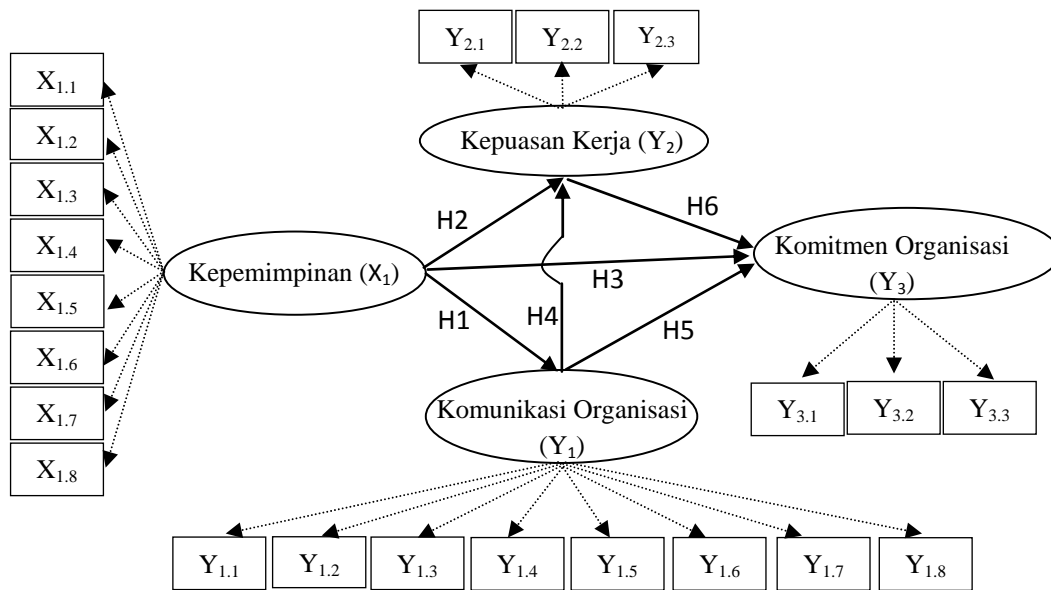 Y2.1 Y2.2 Y2.3
X1.1
X1.2
X1.3
X1.4
X1.5
X1.6
X1.7
X1.8
Kepuasan Kerja (Y2)
H2
H6
Kepemimpinan (X1)
H3
Komitmen Organisasi
(Y3)
H1
H4
H5
Komunikasi Organisasi
(Y1)
Y3.1 Y3.2 Y3.3
Y1.1 Y1.2 Y1.3 Y1.4 Y1.5 Y1.6 Y1.7 Y1.8